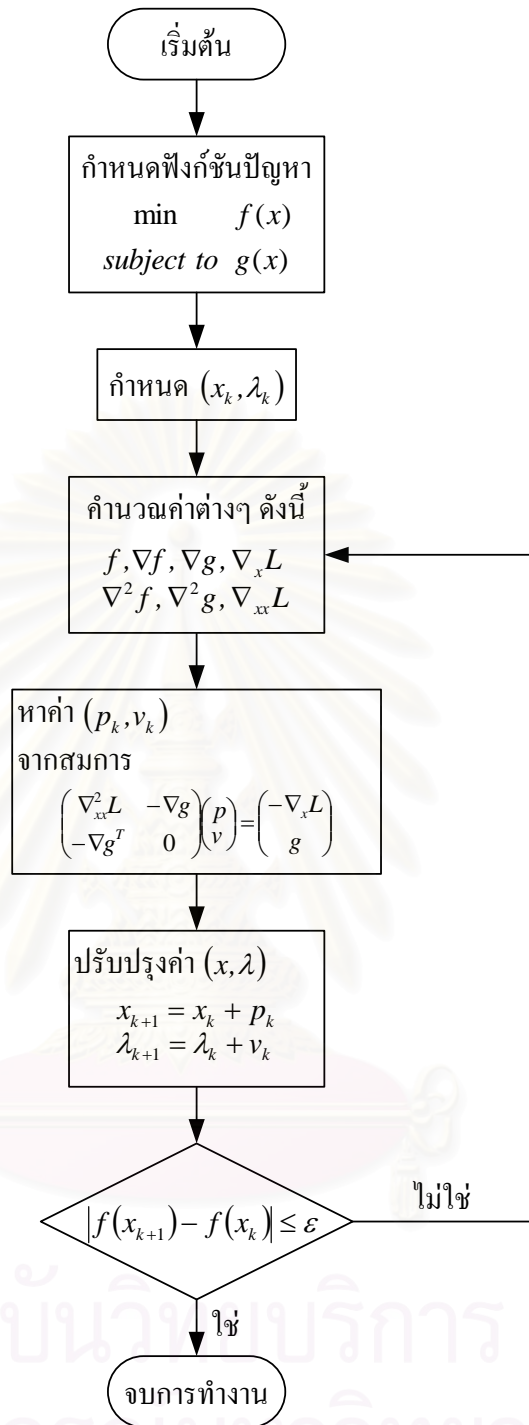 เริ่มต้น
กำหนดฟังก์ชันปัญหา
min f(x)
subject to g(x)
กำหนด (x_k, λ_k)
คำนวณค่าต่างๆ ดังนี้
f, ∇f, ∇g, ∇_x L
∇²f, ∇²g, ∇_xx L
หาค่า (p_k, v_k)
จากสมการ
(∇²_xx L −∇g) (p) = (−∇_x L)
(−∇g^T 0) (v) (g)
ปรับปรุงค่า (x, λ)
x_{k+1} = x_k + p_k
λ_{k+1} = λ_k + v_k
|f(x_{k+1}) − f(x_k)| ≤ ε
ไม่ใช่
ใช่
จบการทำงาน